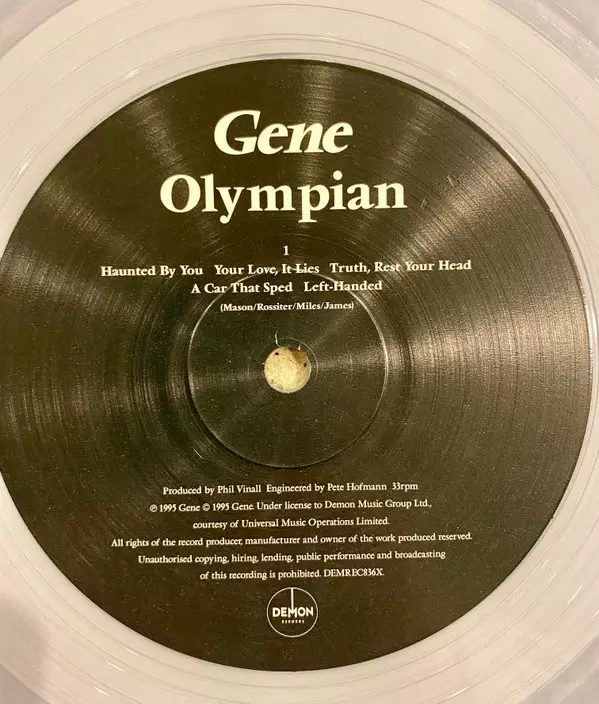 Gene
Olympian
1
Haunted By You Your Love, It Lies Truth, Rest Your Head
A Car That Sped Left-Handed
(Mason/Rossiter/Miles/James)
Produced by Phil Vinall Engineered by Pete Hofmann 33rpm
℗ 1995 Gene © 1995 Gene. Under license to Demon Music Group Ltd.,
courtesy of Universal Music Operations Limited.
All rights of the record producer, manufacturer and owner of the work produced reserved.
Unauthorised copying, hiring, lending, public performance and broadcasting
of this recording is prohibited. DEMREC836X.
DEMON
RECORDS